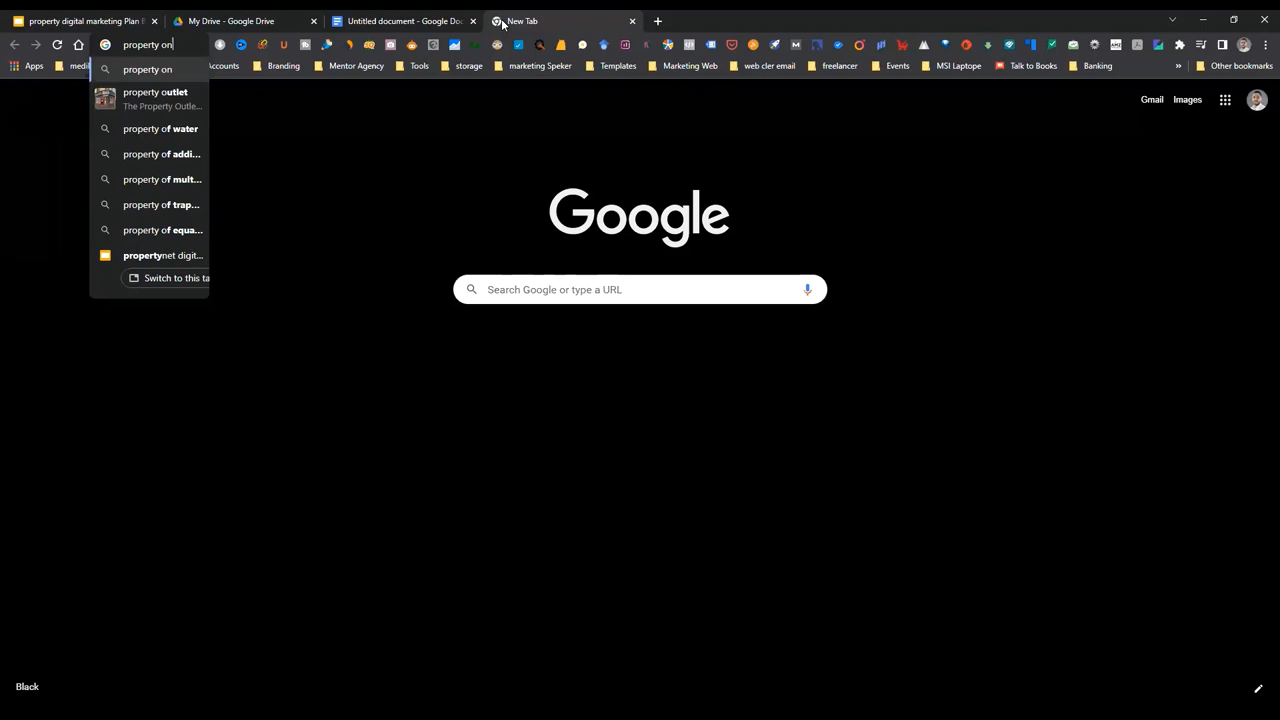 property digital marketing Plan
My Drive - Google Drive
Untitled document - Google Doc
New Tab
property on
Apps
Accounts
Branding
Mentor Agency
Tools
storage
marketing Speker
Templates
Marketing Web
web cler email
freelancer
Events
MSI Laptope
Talk to Books
Banking
»
Other bookmarks
property on
property outlet
The Property Outle...
property of water
property of addi...
property of mult...
property of trap...
property of equa...
propertynet digit...
Switch to this ta
Gmail
Images
Google
Search Google or type a URL
Black